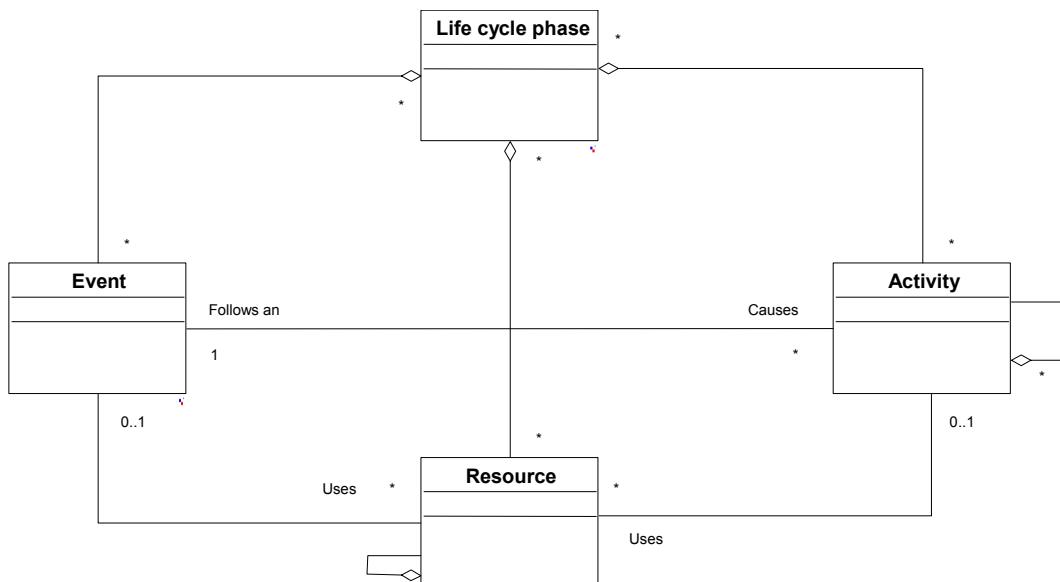 Life cycle phase
*
*
*
*
*
Event
Activity
Follows an
Causes
1
*
*
0..1
0..1
*
Resource
Uses
*
*
Uses